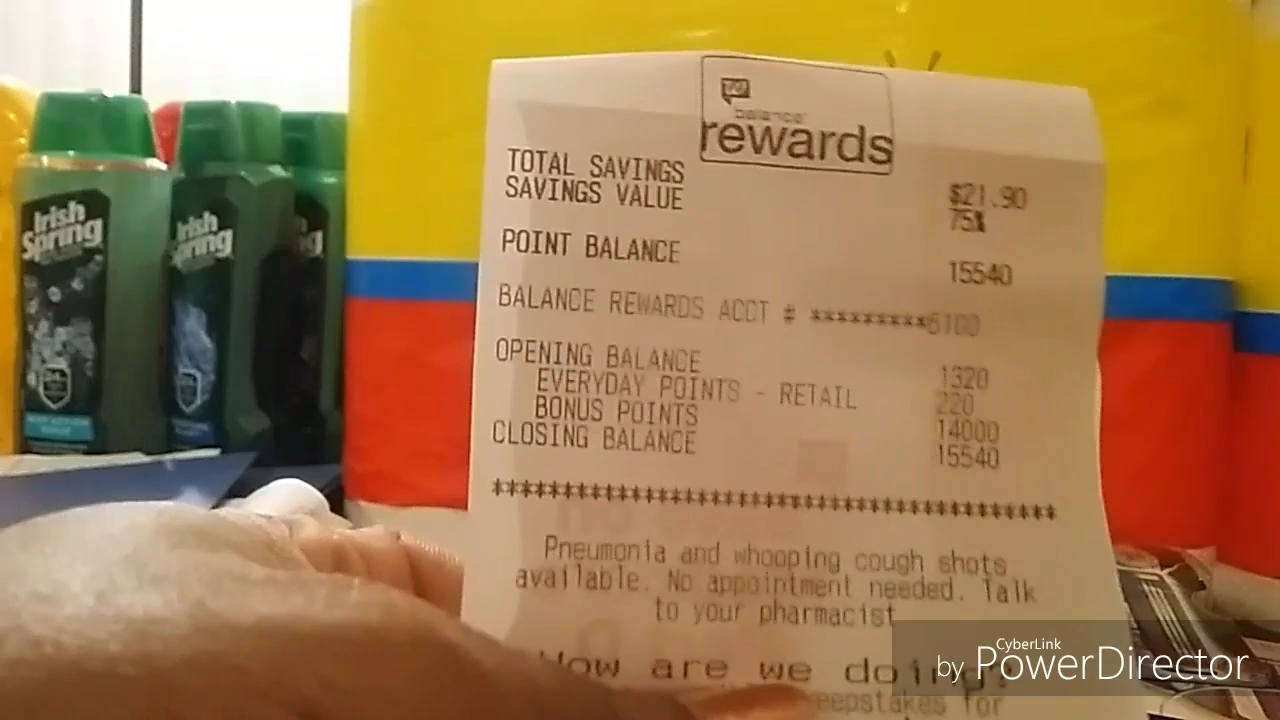 balance
rewards
TOTAL SAVINGS $21.90
SAVINGS VALUE 75%
POINT BALANCE 15540
BALANCE REWARDS ACCT # *********6100
OPENING BALANCE 1320
EVERYDAY POINTS - RETAIL 220
BONUS POINTS 14000
CLOSING BALANCE 15540
****************************************
Pneumonia and whooping cough shots
available. No appointment needed. Talk
to your pharmacist
How are we doing?
for
Irish
Spring
Irish
Spring
CyberLink
by PowerDirector